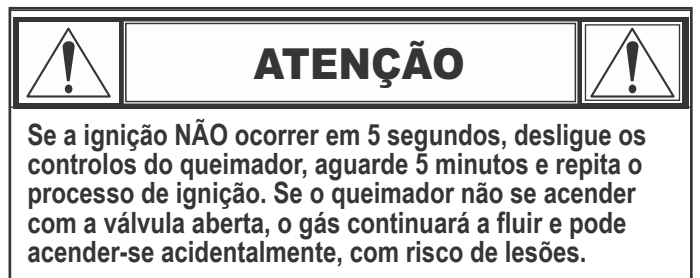 ATENÇÃO
Se a ignição NÃO ocorrer em 5 segundos, desligue os
controlos do queimador, aguarde 5 minutos e repita o
processo de ignição. Se o queimador não se acender
com a válvula aberta, o gás continuará a fluir e pode
acender-se acidentalmente, com risco de lesões.